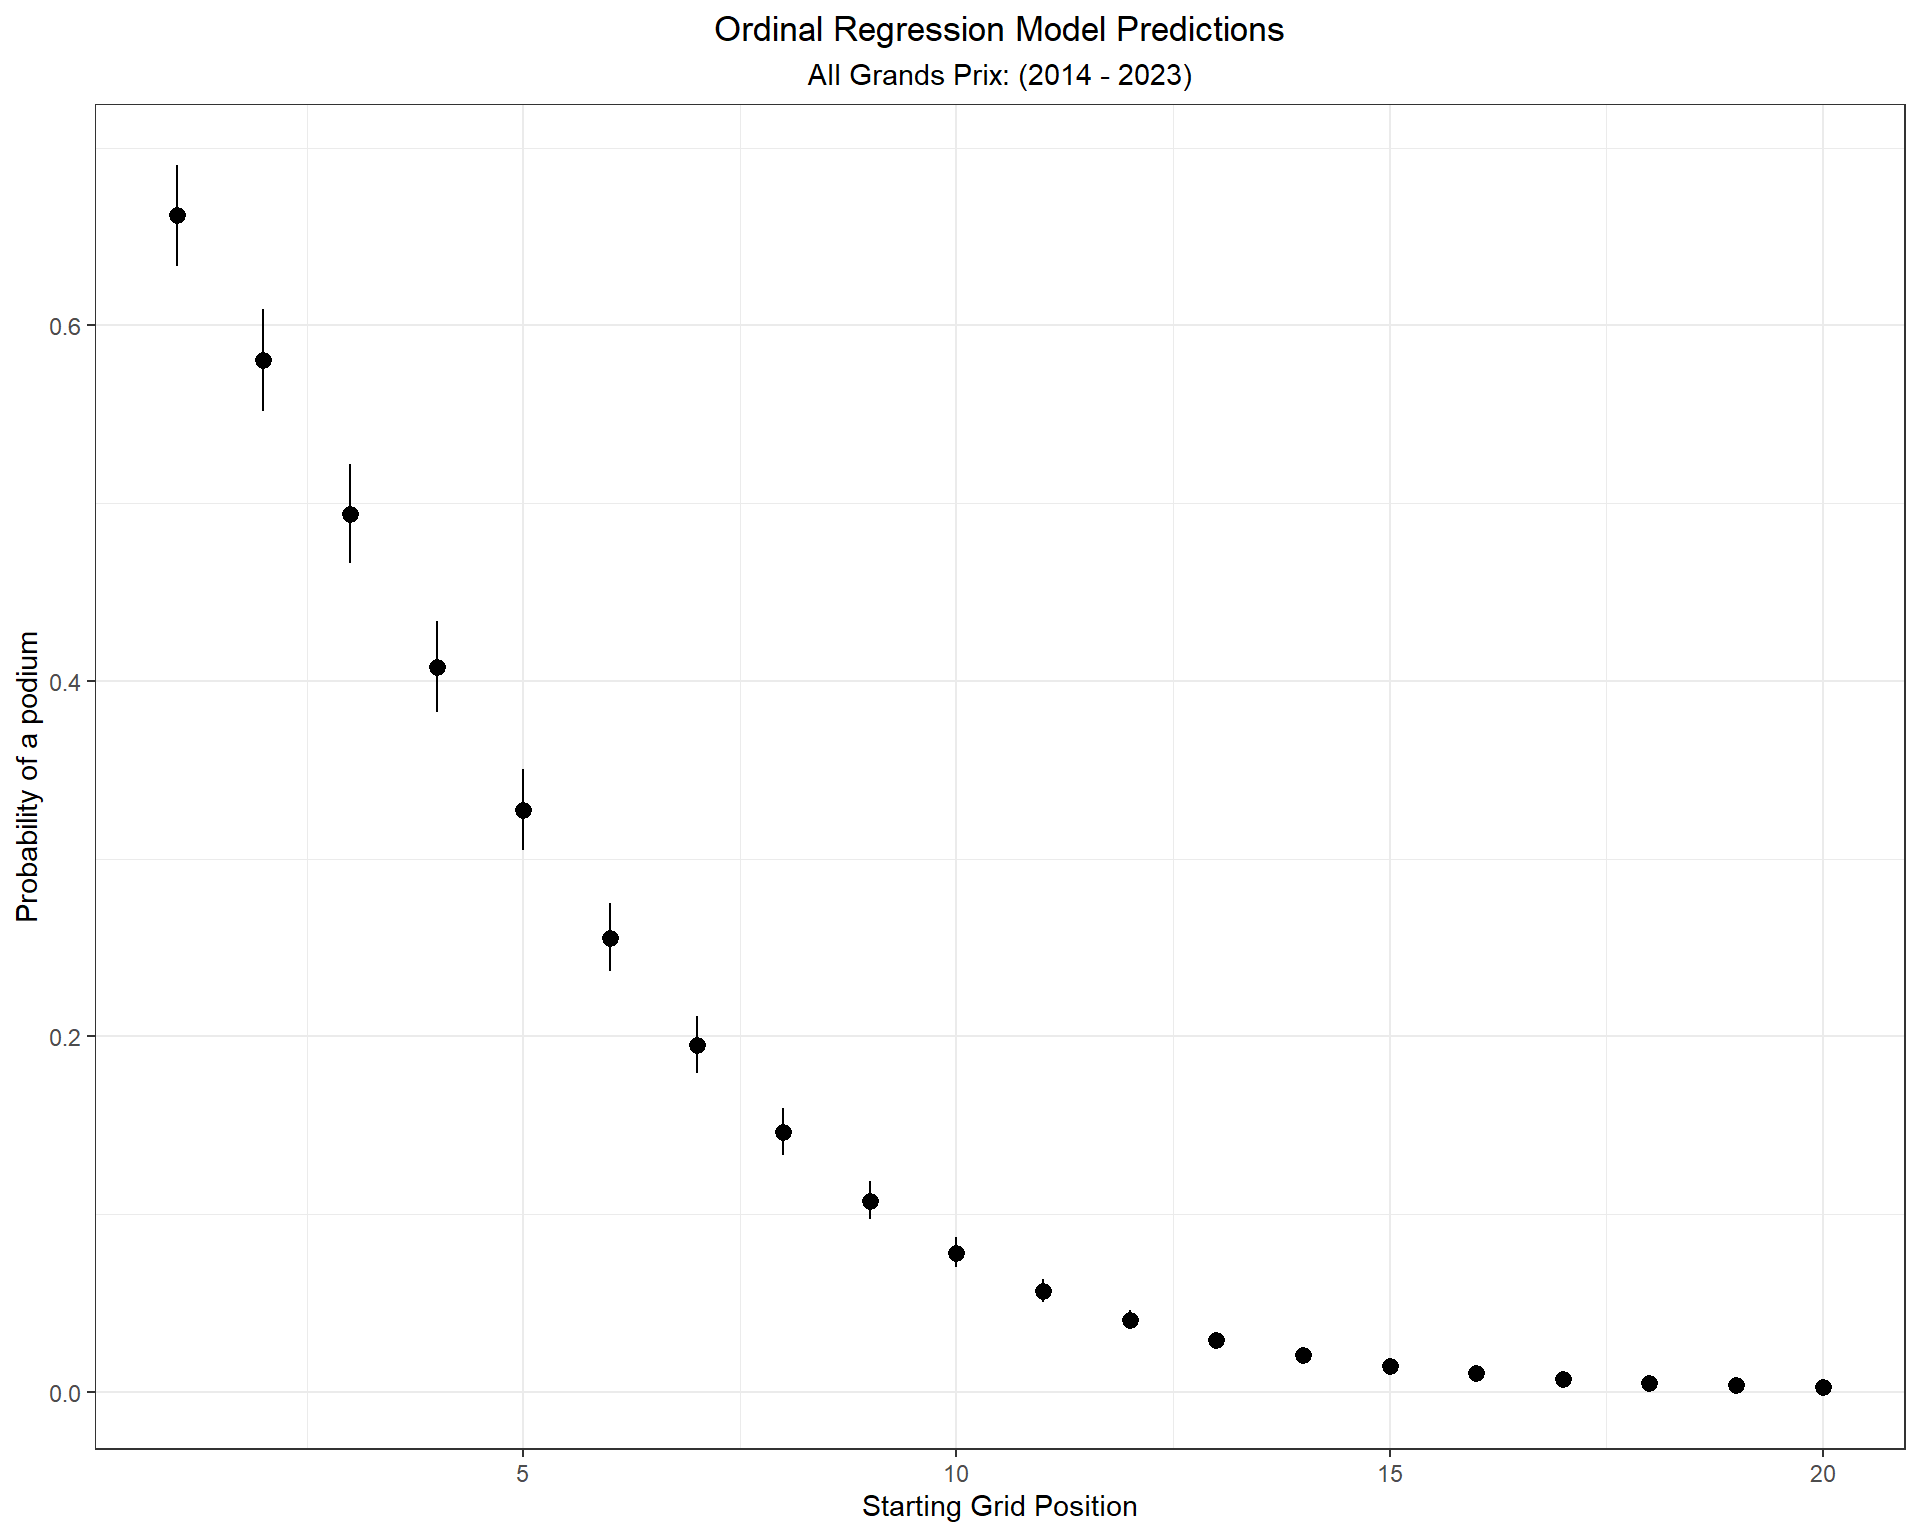 Ordinal Regression Model Predictions
All Grands Prix: (2014 - 2023)
Probability of a podium
0.6
0.4
0.2
0.0
5 10 15 20
Starting Grid Position